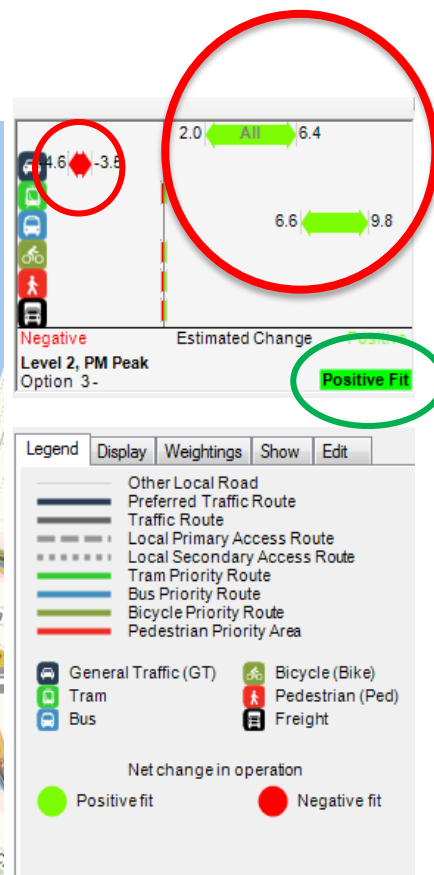 2.0 All 6.4
4.6 -3.5
6.6 9.8
Negative Estimated Change Positive
Level 2, PM Peak
Option 3 - Positive Fit
Legend Display Weightings Show Edit
Other Local Road
Preferred Traffic Route
Traffic Route
Local Primary Access Route
Local Secondary Access Route
Tram Priority Route
Bus Priority Route
Bicycle Priority Route
Pedestrian Priority Area
General Traffic (GT) Bicycle (Bike)
Tram Pedestrian (Ped)
Bus Freight
Net change in operation
Positive fit Negative fit